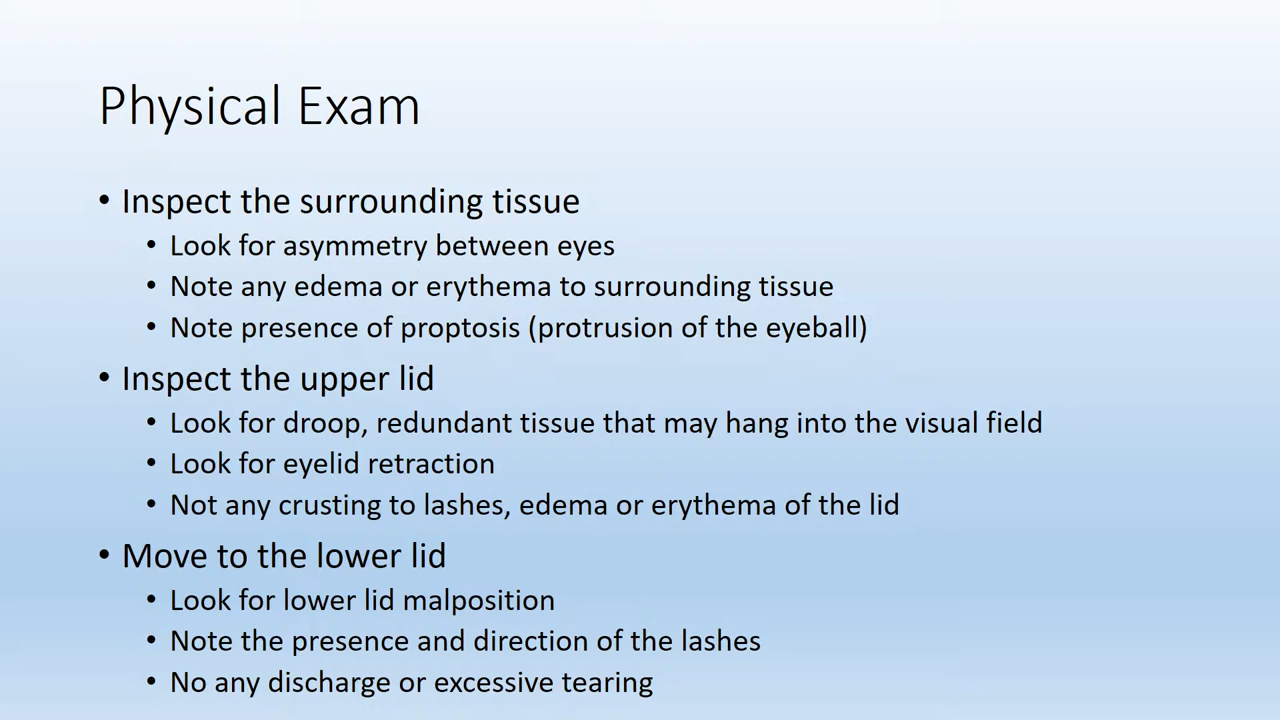 Physical Exam
• Inspect the surrounding tissue
• Look for asymmetry between eyes
• Note any edema or erythema to surrounding tissue
• Note presence of proptosis (protrusion of the eyeball)
• Inspect the upper lid
• Look for droop, redundant tissue that may hang into the visual field
• Look for eyelid retraction
• Not any crusting to lashes, edema or erythema of the lid
• Move to the lower lid
• Look for lower lid malposition
• Note the presence and direction of the lashes
• No any discharge or excessive tearing